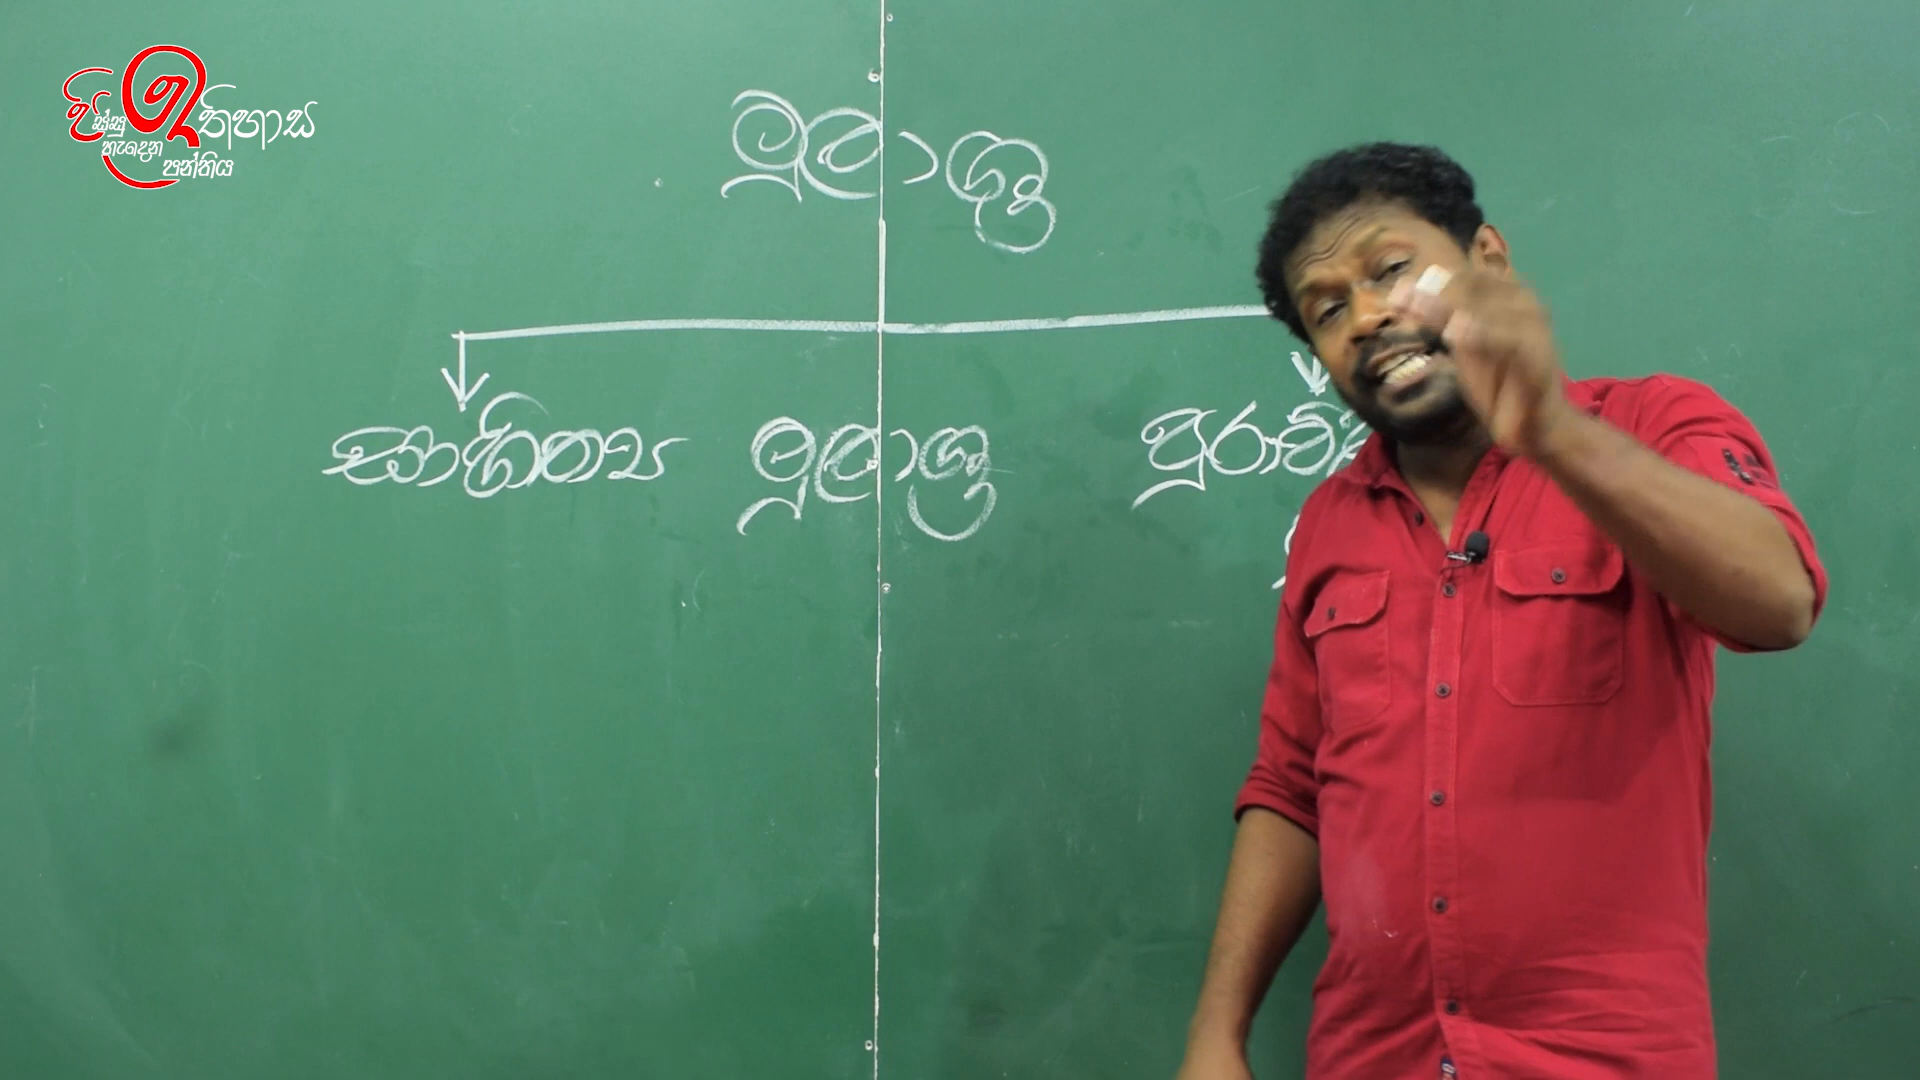 ඉතිහාස
පිස්සු
හැදෙන
පන්තිය
මූලාශ්‍ර
සාහිත්‍ය මූලාශ්‍ර